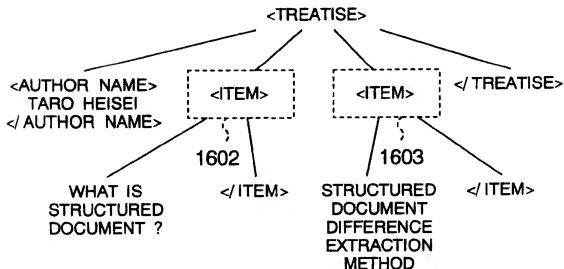 <TREATISE>
<AUTHOR NAME>
TARO HEISEI
</AUTHOR NAME>
<ITEM>
<ITEM>
</TREATISE>
1602
1603
WHAT IS
STRUCTURED
DOCUMENT ?
</ITEM>
STRUCTURED
DOCUMENT
DIFFERENCE
EXTRACTION
METHOD
</ITEM>